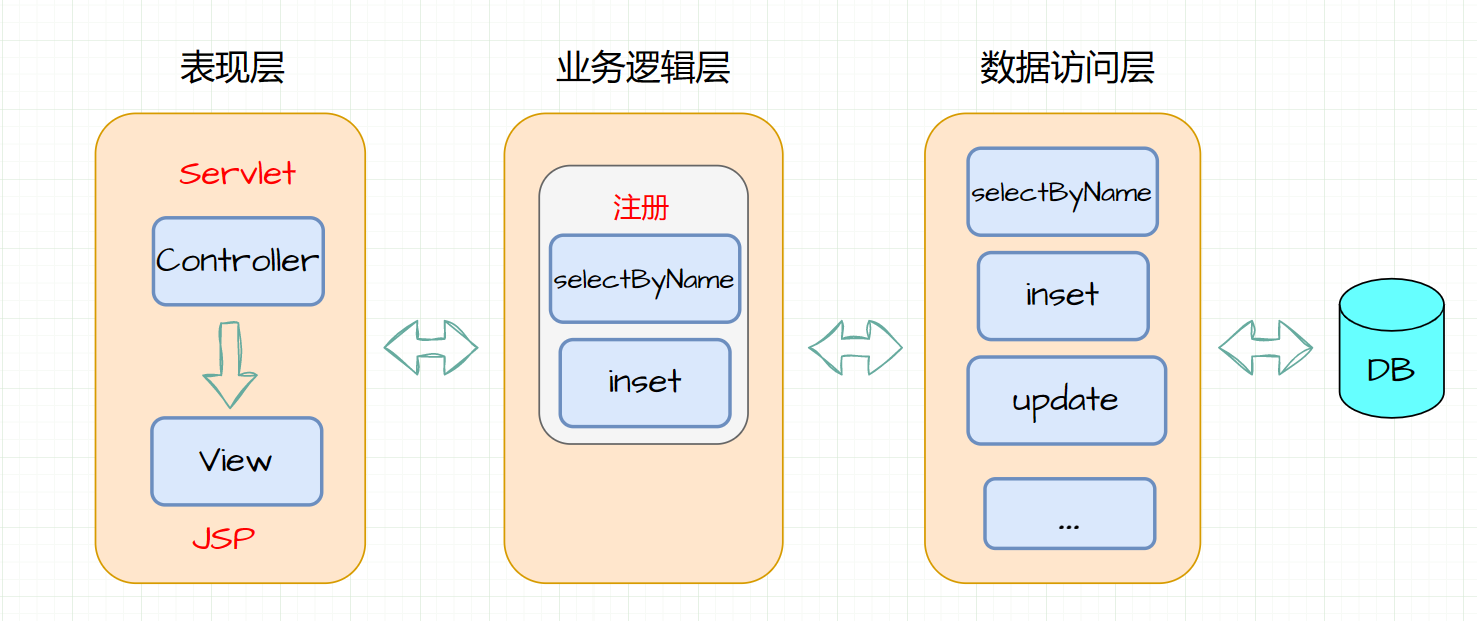 表现层
Servlet
Controller
View
JSP
业务逻辑层
注册
selectByName
inset
数据访问层
selectByName
inset
update
...
DB